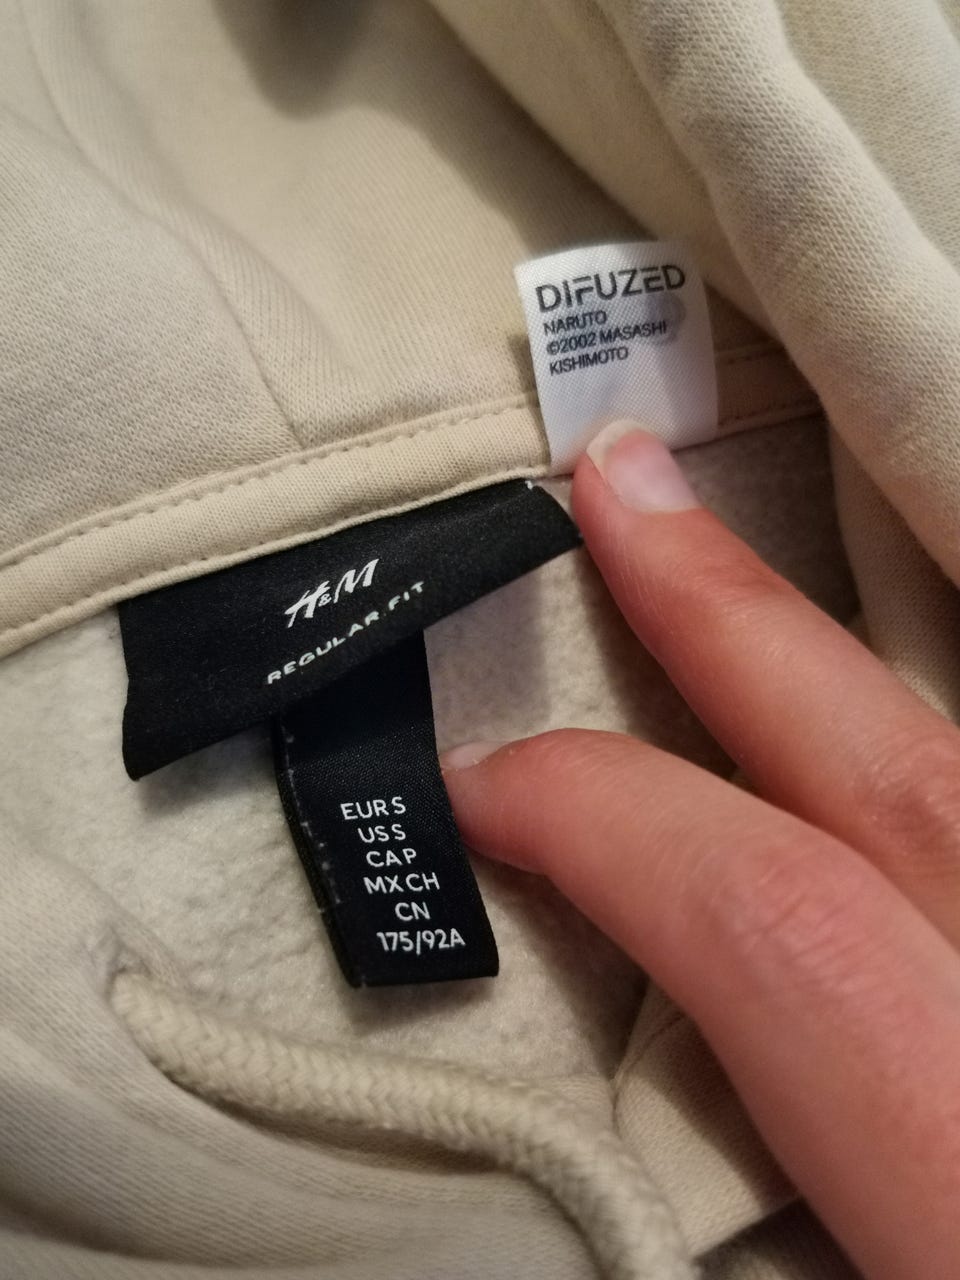 DIFUZED
NARUTO
©2002 MASASHI
KISHIMOTO
H&M
REGULAR FIT
EUR S
US S
CA P
MX CH
CN
175/92A